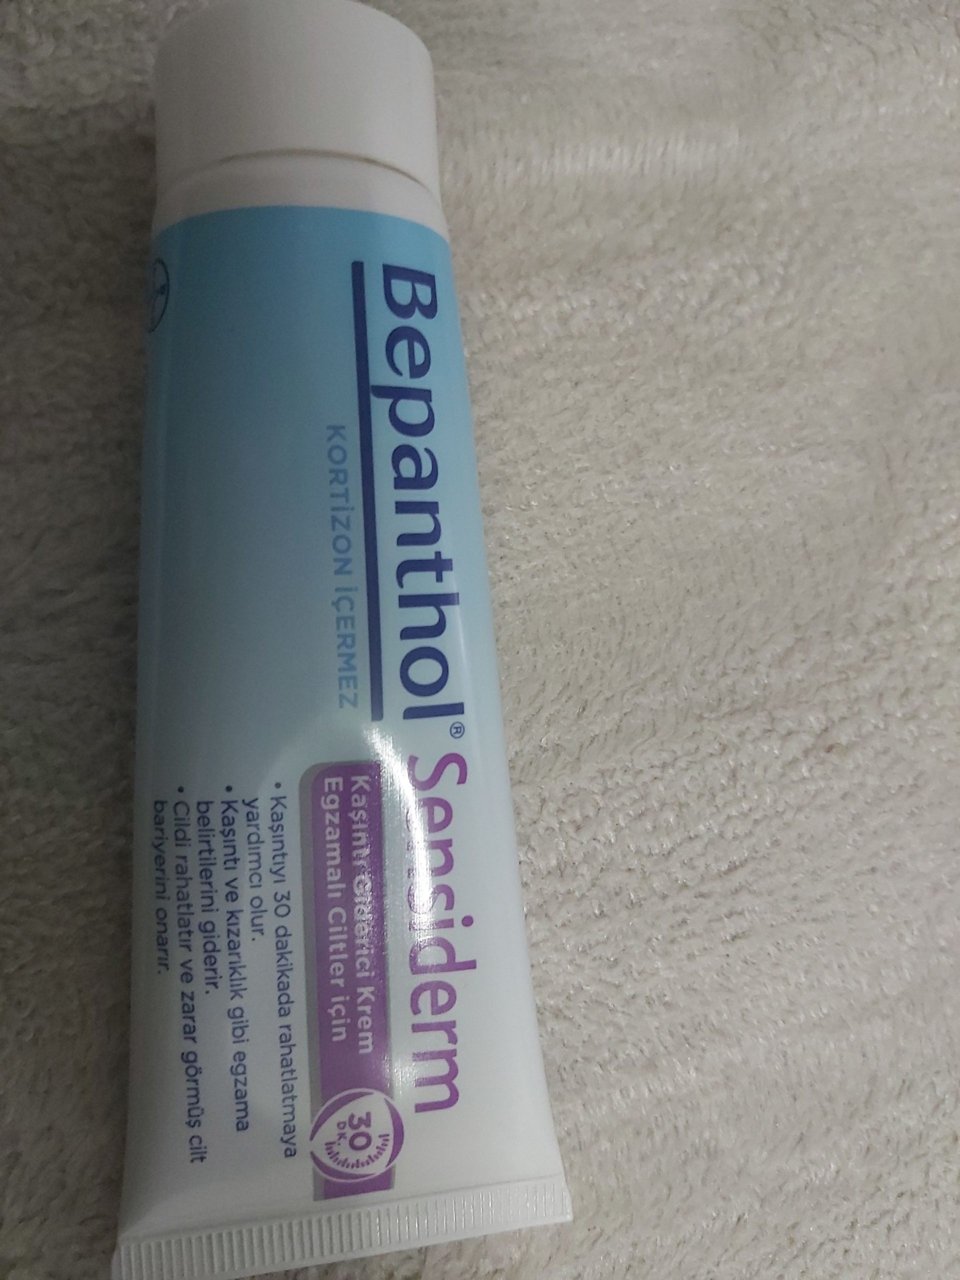 Bepanthol® Sensiderm
KORTİZON İÇERMEZ
Kaşıntı Giderici Krem
Egzamalı Ciltler için
30
DK
• Kaşıntıyı 30 dakikada rahatlatmaya
yardımcı olur.
• Kaşıntı ve kızarıklık gibi egzama
belirtilerini giderir.
• Cildi rahatlatır ve zarar görmüş cilt
bariyerini onarır.